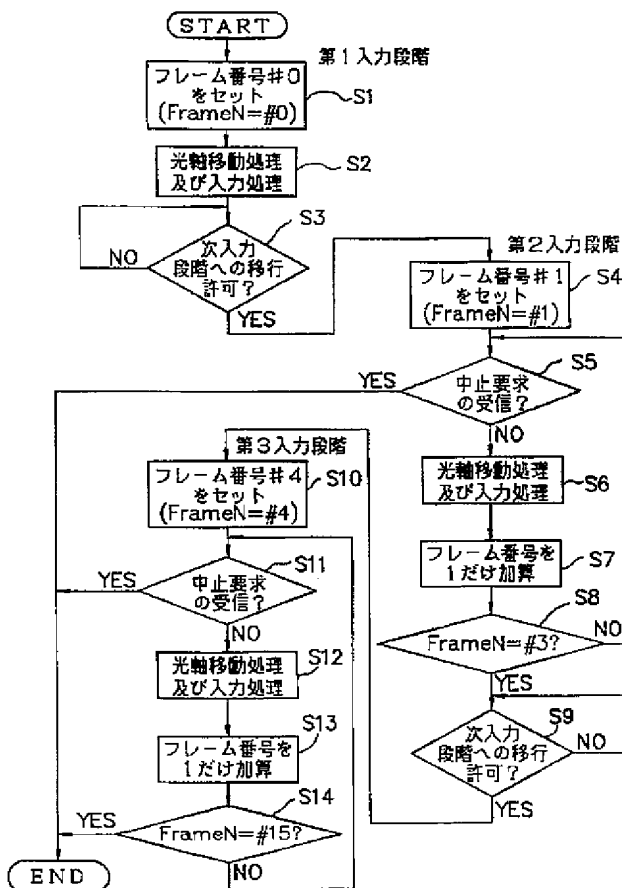 START
第1入力段階
フレーム番号#0
をセット
(FrameN=#0)
S1
光軸移動処理
及び入力処理
S2
S3
次入力
段階への移行
許可?
NO
YES
第2入力段階
フレーム番号#1
をセット
(FrameN=#1)
S4
S5
中止要求
の受信?
YES
NO
光軸移動処理
及び入力処理
S6
フレーム番号を
1だけ加算
S7
S8
FrameN=#3?
NO
YES
S9
次入力
段階への移行
許可?
NO
YES
第3入力段階
フレーム番号#4
をセット
(FrameN=#4)
S10
S11
中止要求
の受信?
YES
NO
S12
光軸移動処理
及び入力処理
S13
フレーム番号を
1だけ加算
S14
FrameN=#15?
YES
NO
END